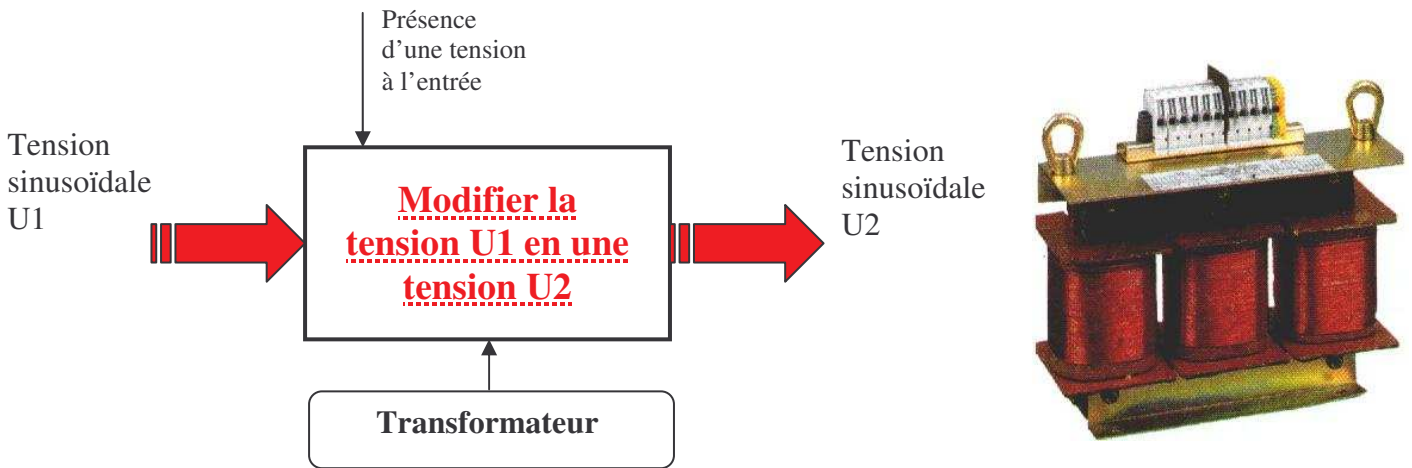 Présence
d'une tension
à l'entrée
Tension
sinusoïdale
U1
Modifier la
tension U1 en une
tension U2
Tension
sinusoïdale
U2
Transformateur